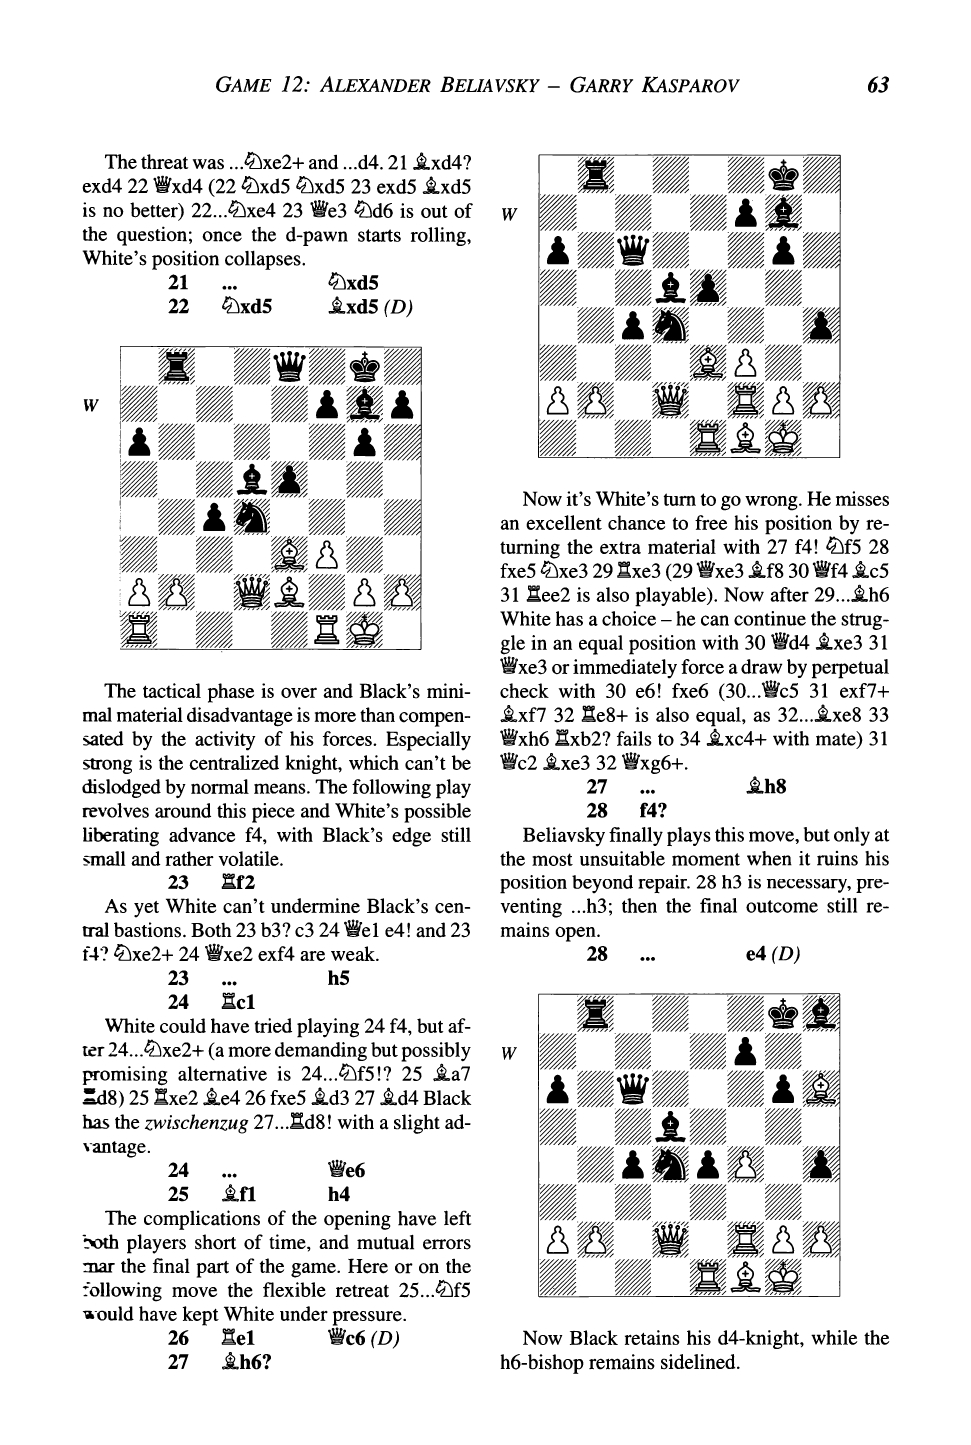 GAME 12: ALEXANDER BELIAVSKY – GARRY KASPAROV 63
The threat was ...♘xe2+ and ...d4. 21 ♗xd4?
exd4 22 ♕xd4 (22 ♘xd5 ♘xd5 23 exd5 ♗xd5
is no better) 22...♘xe4 23 ♕e3 ♘d6 is out of
the question; once the d-pawn starts rolling,
White's position collapses.
21 ... ♘xd5
22 ♘xd5 ♗xd5 (D)
W
The tactical phase is over and Black's mini-
mal material disadvantage is more than compen-
sated by the activity of his forces. Especially
strong is the centralized knight, which can't be
dislodged by normal means. The following play
revolves around this piece and White's possible
liberating advance f4, with Black's edge still
small and rather volatile.
23 ♖f2
As yet White can't undermine Black's cen-
tral bastions. Both 23 b3? c3 24 ♕e1 e4! and 23
f4? ♘xe2+ 24 ♕xe2 exf4 are weak.
23 ... h5
24 ♖c1
White could have tried playing 24 f4, but af-
ter 24...♘xe2+ (a more demanding but possibly
promising alternative is 24...♘f5!? 25 ♗a7
♖d8) 25 ♖xe2 ♗e4 26 fxe5 ♗d3 27 ♗d4 Black
has the zwischenzug 27...♖d8! with a slight ad-
vantage.
24 ... ♕e6
25 ♗f1 h4
The complications of the opening have left
both players short of time, and mutual errors
mar the final part of the game. Here or on the
following move the flexible retreat 25...♘f5
would have kept White under pressure.
26 ♖e1 ♕c6 (D)
27 ♗h6?
W
Now it's White's turn to go wrong. He misses
an excellent chance to free his position by re-
turning the extra material with 27 f4! ♘f5 28
fxe5 ♘xe3 29 ♖xe3 (29 ♕xe3 ♗f8 30 ♕f4 ♗c5
31 ♖ee2 is also playable). Now after 29...♗h6
White has a choice – he can continue the strug-
gle in an equal position with 30 ♕d4 ♗xe3 31
♕xe3 or immediately force a draw by perpetual
check with 30 e6! fxe6 (30...♕c5 31 exf7+
♗xf7 32 ♖e8+ is also equal, as 32...♗xe8 33
♕xh6 ♖xb2? fails to 34 ♗xc4+ with mate) 31
♕c2 ♗xe3 32 ♕xg6+.
27 ... ♗h8
28 f4?
Beliavsky finally plays this move, but only at
the most unsuitable moment when it ruins his
position beyond repair. 28 h3 is necessary, pre-
venting ...h3; then the final outcome still re-
mains open.
28 ... e4 (D)
W
Now Black retains his d4-knight, while the
h6-bishop remains sidelined.